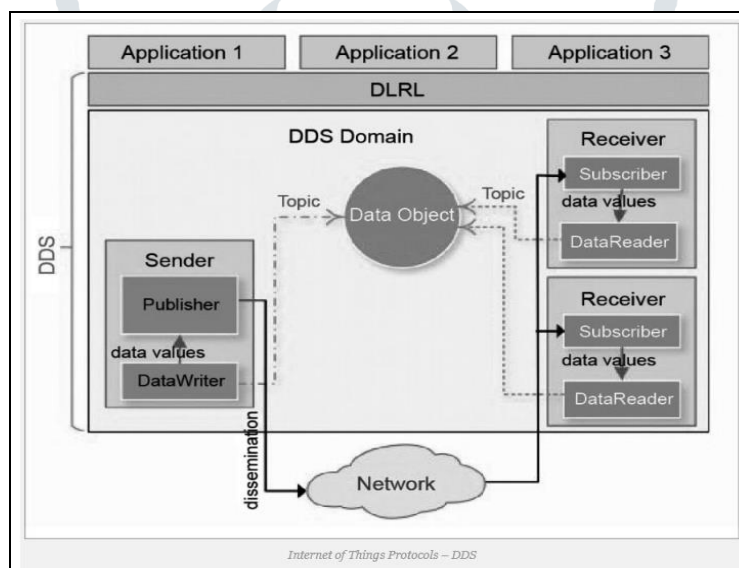 Application 1
Application 2
Application 3
DLRL
DDS
DDS Domain
Sender
Publisher
data values
DataWriter
Topic
Data Object
Topic
Receiver
Subscriber
data values
DataReader
Receiver
Subscriber
data values
DataReader
dissemination
Network
Internet of Things Protocols – DDS